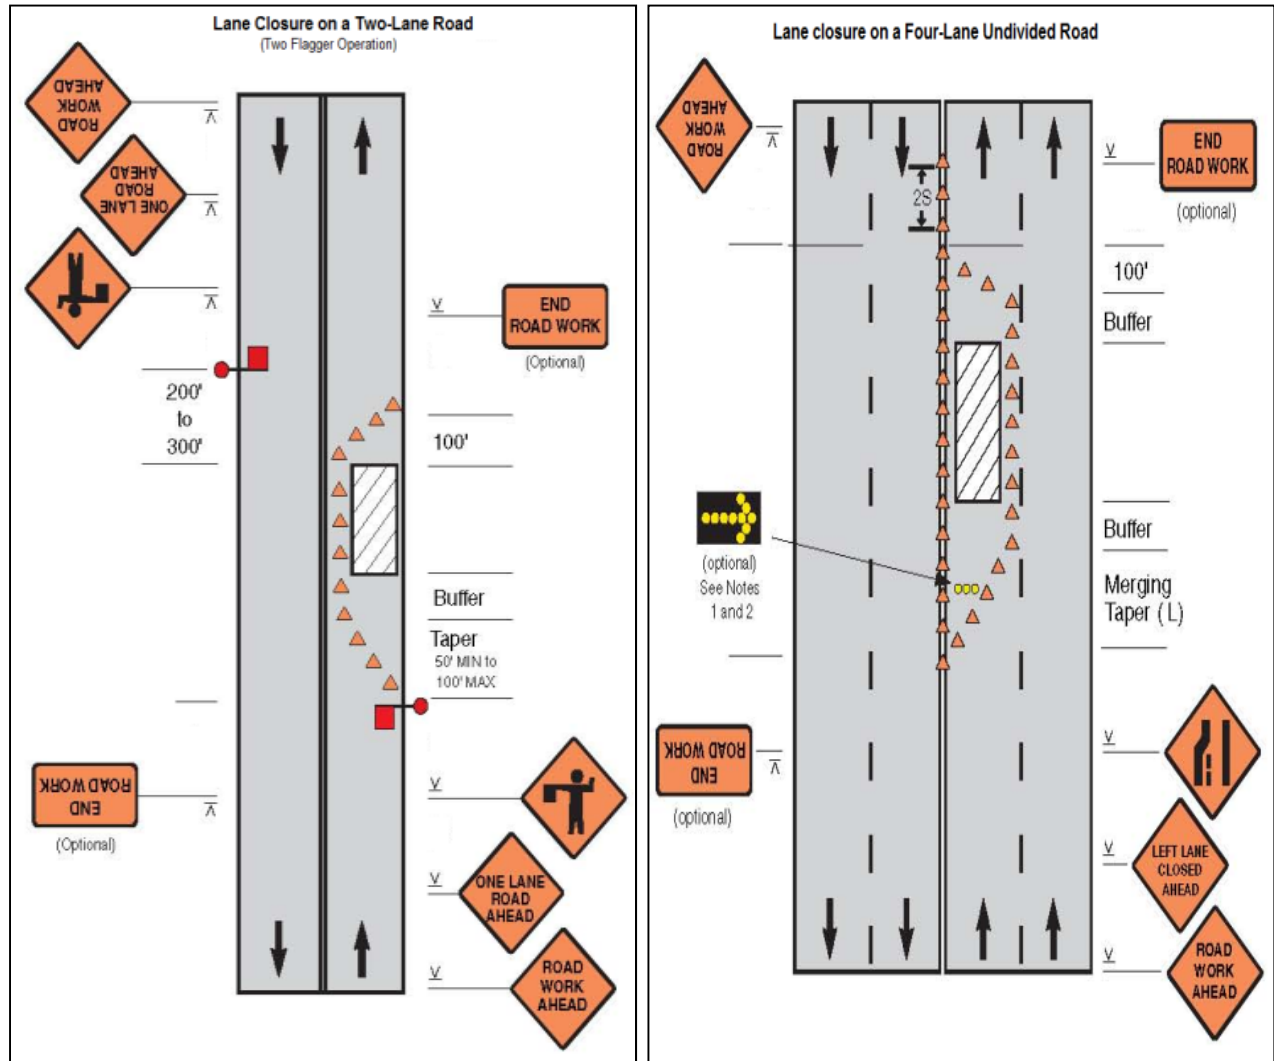 Lane Closure on a Two-Lane Road
(Two Flagger Operation)
ROAD
WORK
AHEAD
ONE LANE
ROAD
AHEAD
END
ROAD WORK
(Optional)
200'
to
300'
100'
Buffer
Taper
50' MIN to
100' MAX
END
ROAD WORK
(Optional)
ONE LANE
ROAD
AHEAD
ROAD
WORK
AHEAD
Lane closure on a Four-Lane Undivided Road
ROAD
WORK
AHEAD
END
ROAD WORK
(optional)
2S
100'
Buffer
(optional)
See Notes
1 and 2
Buffer
Merging
Taper ( L )
END
ROAD WORK
(optional)
LEFT LANE
CLOSED
AHEAD
ROAD
WORK
AHEAD